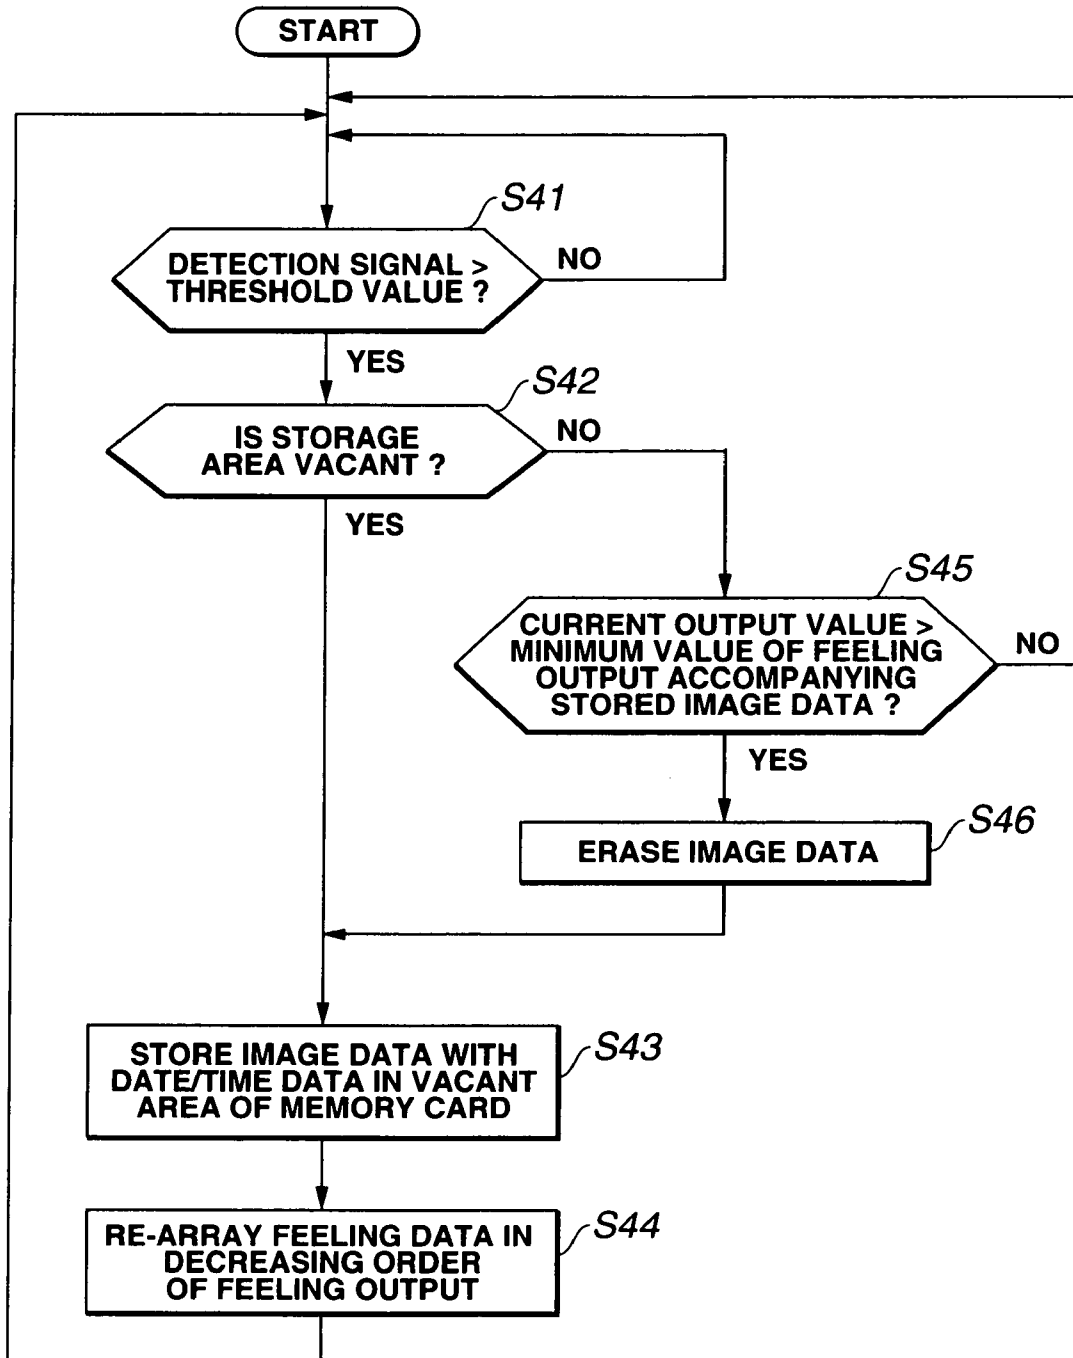 START
S41
DETECTION SIGNAL >
THRESHOLD VALUE ?
NO
YES
S42
IS STORAGE
AREA VACANT ?
NO
YES
S45
CURRENT OUTPUT VALUE >
MINIMUM VALUE OF FEELING
OUTPUT ACCOMPANYING
STORED IMAGE DATA ?
NO
YES
S46
ERASE IMAGE DATA
S43
STORE IMAGE DATA WITH
DATE/TIME DATA IN VACANT
AREA OF MEMORY CARD
S44
RE-ARRAY FEELING DATA IN
DECREASING ORDER
OF FEELING OUTPUT